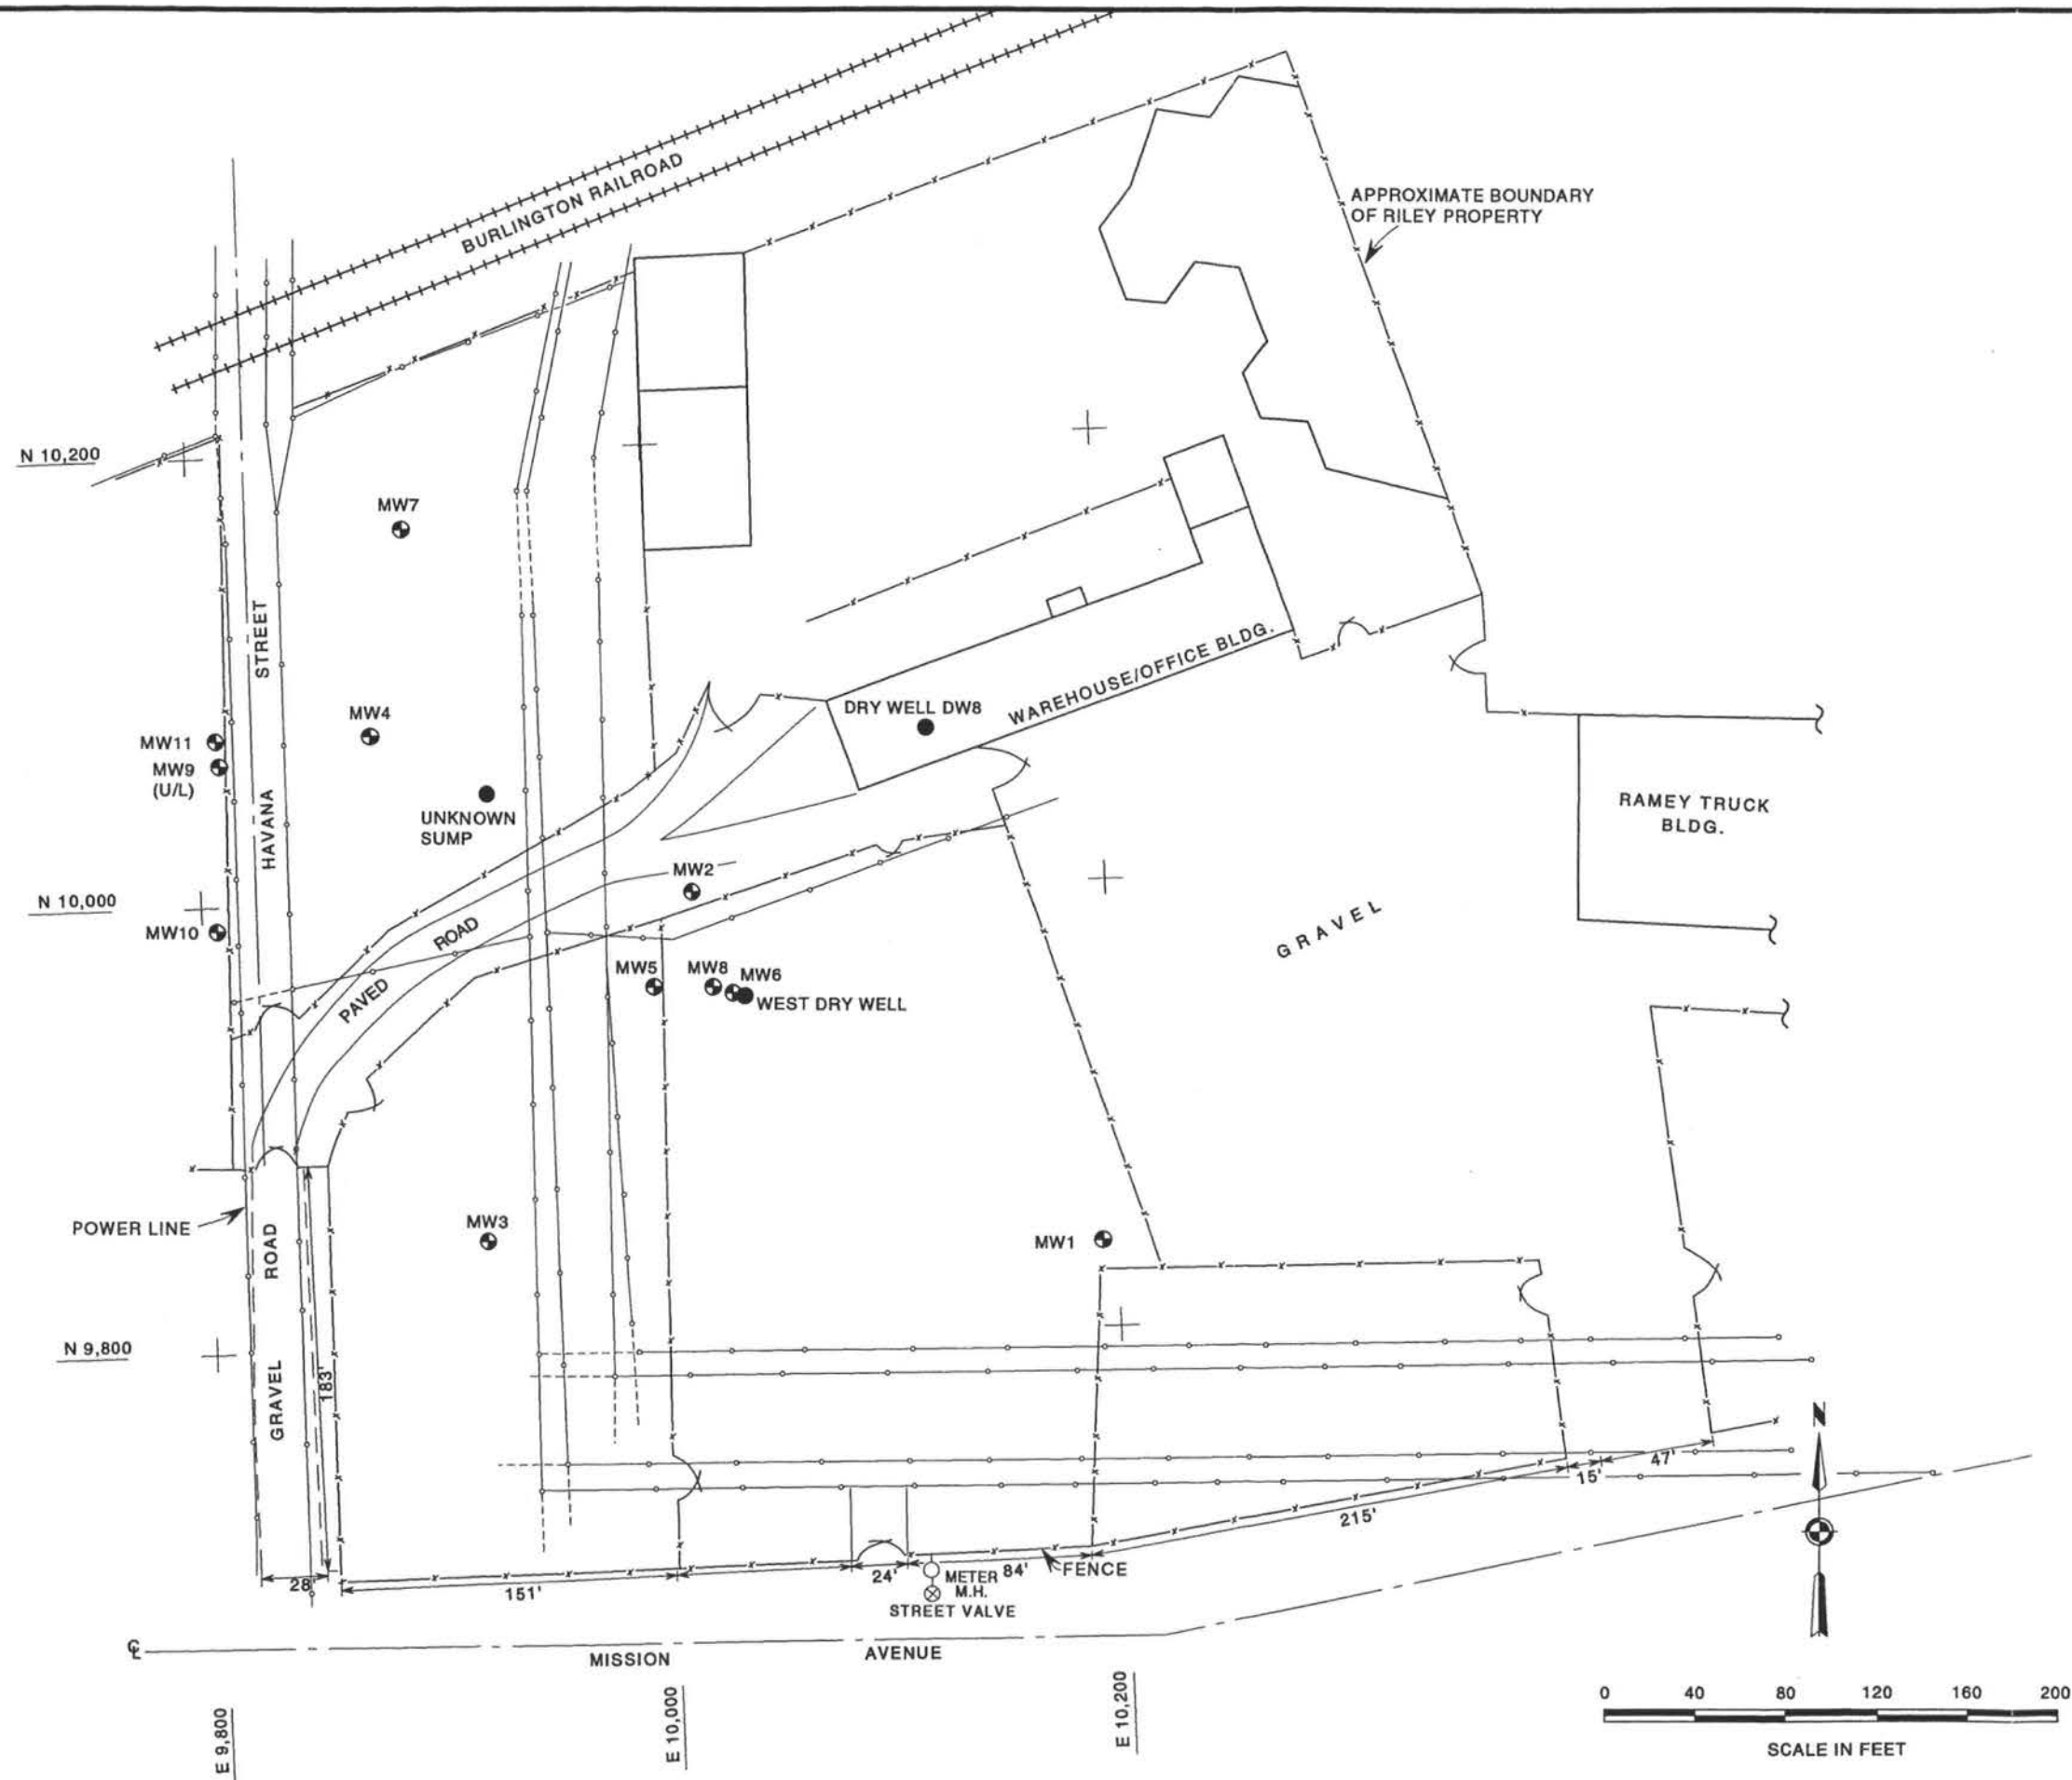 BURLINGTON RAILROAD
APPROXIMATE BOUNDARY
OF RILEY PROPERTY
N 10,200
MW7
STREET
HAVANA
MW4
MW11
MW9
(U/L)
UNKNOWN
SUMP
DRY WELL DW8
WAREHOUSE/OFFICE BLDG.
RAMEY TRUCK
BLDG.
MW2
N 10,000
MW10
PAVED ROAD
GRAVEL
MW5
MW8
MW6
WEST DRY WELL
POWER LINE
MW3
MW1
GRAVEL ROAD
183'
N 9,800
N
47'
15'
215'
28'
151'
24'
METER
M.H.
84'
FENCE
STREET VALVE
℄
MISSION AVENUE
E 9,800
E 10,000
E 10,200
0 40 80 120 160 200
SCALE IN FEET